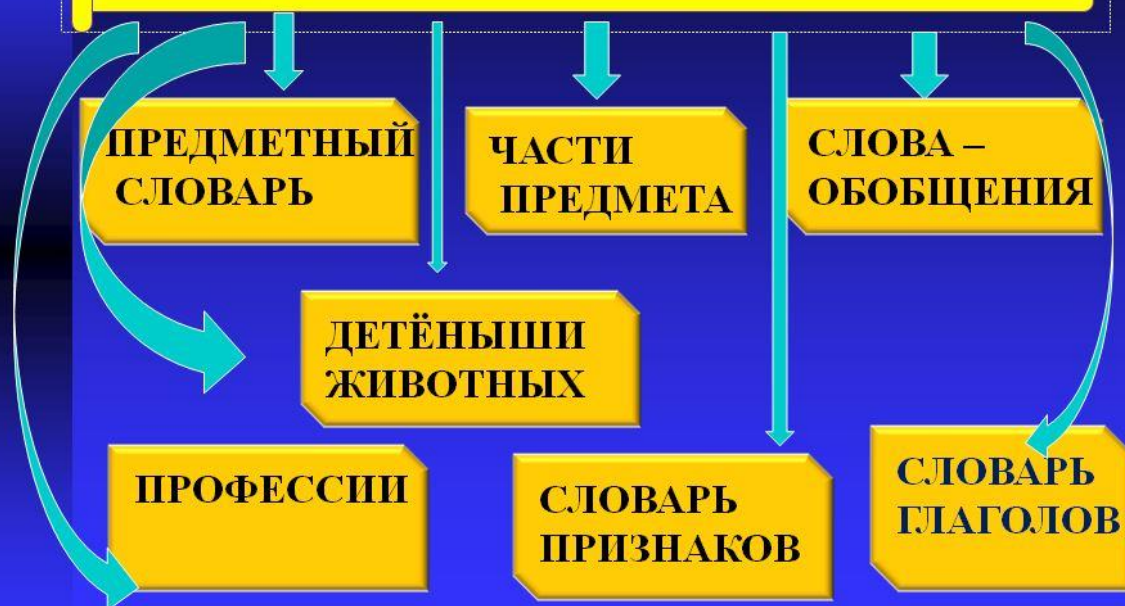 ПРЕДМЕТНЫЙ
СЛОВАРЬ
ЧАСТИ
ПРЕДМЕТА
СЛОВА –
ОБОБЩЕНИЯ
ДЕТЁНЫШИ
ЖИВОТНЫХ
ПРОФЕССИИ
СЛОВАРЬ
ПРИЗНАКОВ
СЛОВАРЬ
ГЛАГОЛОВ